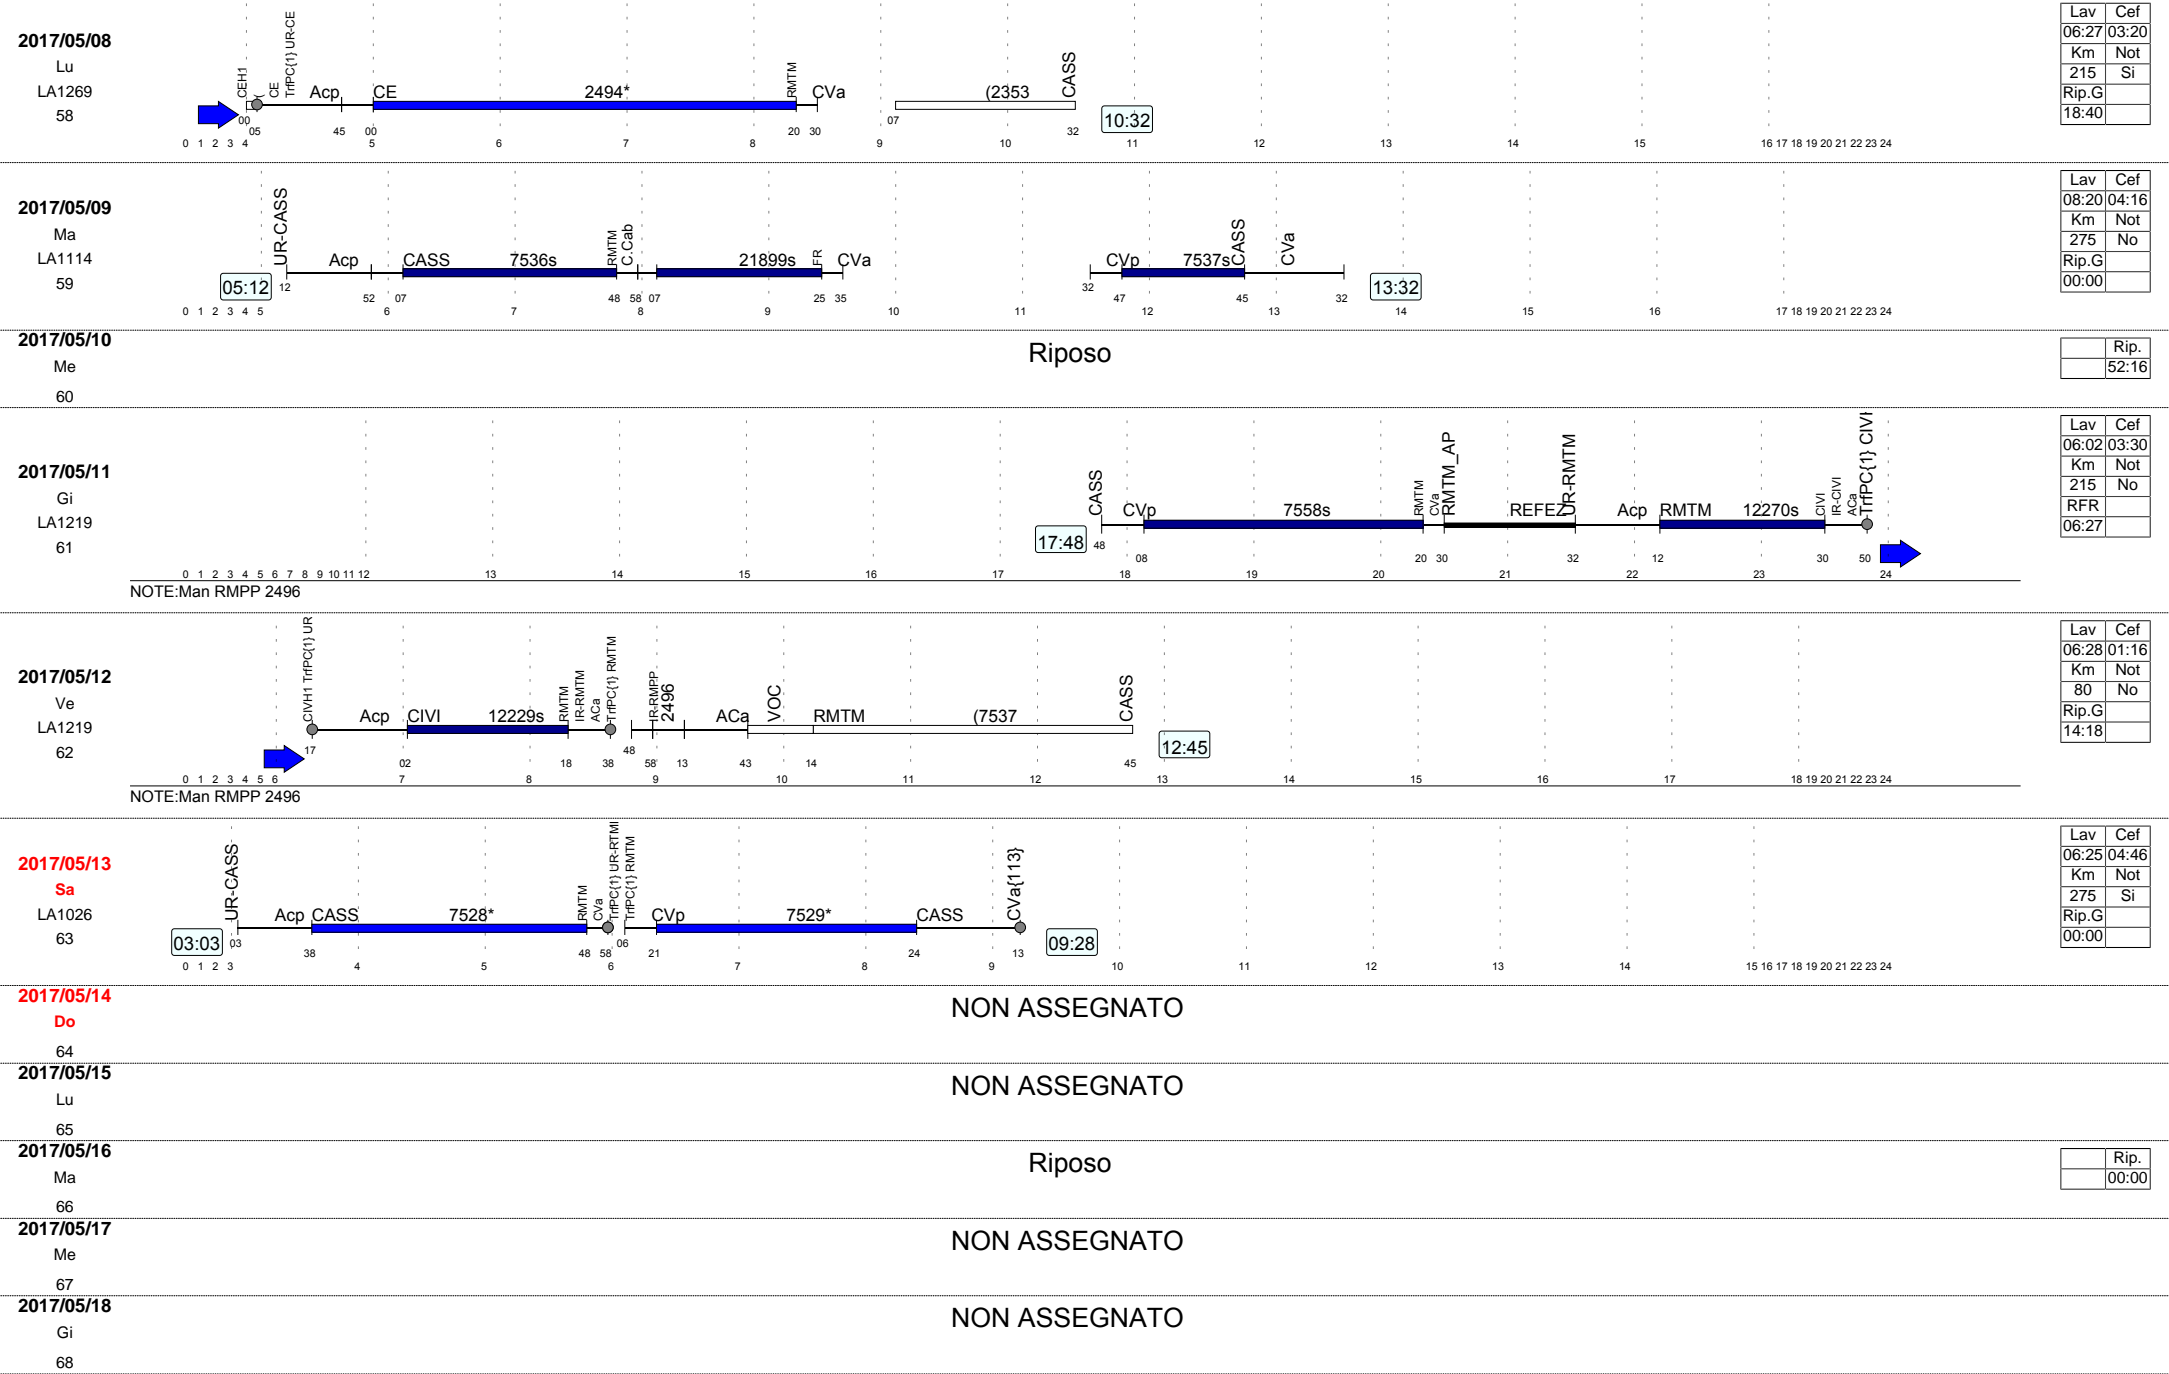 2017/05/08
Lu
LA1269
58
CEH1
CE
TrfPC{1} UR-CE
Acp
CE
2494*
RMTM
CVa
(2353
CASS
00 05 45 00 20 30 07 32
10:32
0 1 2 3 4 5 6 7 8 9 10 11 12 13 14 15 16 17 18 19 20 21 22 23 24
Lav Cef
06:27 03:20
Km Not
215 Si
Rip.G
18:40
2017/05/09
Ma
LA1114
59
05:12
UR-CASS
Acp
CASS
7536s
RMTM
C.Cab
21899s
FR
CVa
CVp
7537s
CASS
CVa
12 52 07 48 58 07 25 35 32 47 45 32
13:32
0 1 2 3 4 5 6 7 8 9 10 11 12 13 14 15 16 17 18 19 20 21 22 23 24
Lav Cef
08:20 04:16
Km Not
275 No
Rip.G
00:00
2017/05/10
Me
60
Riposo
Rip.
52:16
2017/05/11
Gi
LA1219
61
17:48
CASS
CVp
7558s
RMTM
CVa
RMTM_AP
REFEZ
UR-RMTM
Acp
RMTM
12270s
CIVI
IR-CIVI
ACa
TrfPC{1} CIVI
48 08 20 30 32 12 30 50
0 1 2 3 4 5 6 7 8 9 10 11 12 13 14 15 16 17 18 19 20 21 22 23 24
NOTE:Man RMPP 2496
Lav Cef
06:02 03:30
Km Not
215 No
RFR
06:27
2017/05/12
Ve
LA1219
62
CIVH1 TrfPC{1} UR
Acp
CIVI
12229s
RMTM
IR-RMTM
ACa
TrfPC{1} RMTM
IR-RMPP
2496
ACa
VOC
RMTM
(7537
CASS
17 02 18 38 48 58 13 43 14 45
12:45
0 1 2 3 4 5 6 7 8 9 10 11 12 13 14 15 16 17 18 19 20 21 22 23 24
NOTE:Man RMPP 2496
Lav Cef
06:28 01:16
Km Not
80 No
Rip.G
14:18
2017/05/13
Sa
LA1026
63
03:03
UR-CASS
Acp
CASS
7528*
RMTM
CVa
TrfPC{1} UR-RTMI
TrfPC{1} RMTM
CVp
7529*
CASS
CVa{113}
03 38 48 58 06 21 24 13
09:28
0 1 2 3 4 5 6 7 8 9 10 11 12 13 14 15 16 17 18 19 20 21 22 23 24
Lav Cef
06:25 04:46
Km Not
275 Si
Rip.G
00:00
2017/05/14
Do
64
NON ASSEGNATO
2017/05/15
Lu
65
NON ASSEGNATO
2017/05/16
Ma
66
Riposo
Rip.
00:00
2017/05/17
Me
67
NON ASSEGNATO
2017/05/18
Gi
68
NON ASSEGNATO